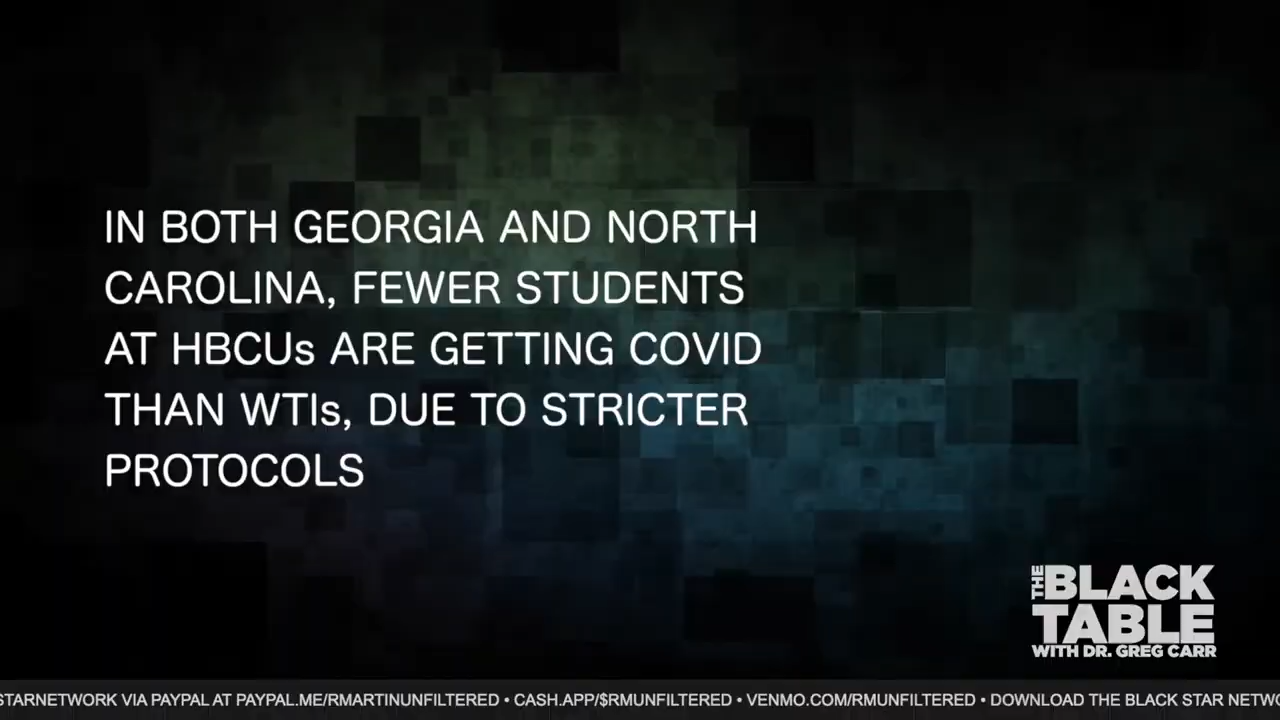 IN BOTH GEORGIA AND NORTH
CAROLINA, FEWER STUDENTS
AT HBCUs ARE GETTING COVID
THAN WTIs, DUE TO STRICTER
PROTOCOLS
THE BLACK
TABLE
WITH DR. GREG CARR
STARNETWORK VIA PAYPAL AT PAYPAL.ME/RMARTINUNFILTERED • CASH.APP/$RMUNFILTERED • VENMO.COM/RMUNFILTERED • DOWNLOAD THE BLACK STAR NETWO